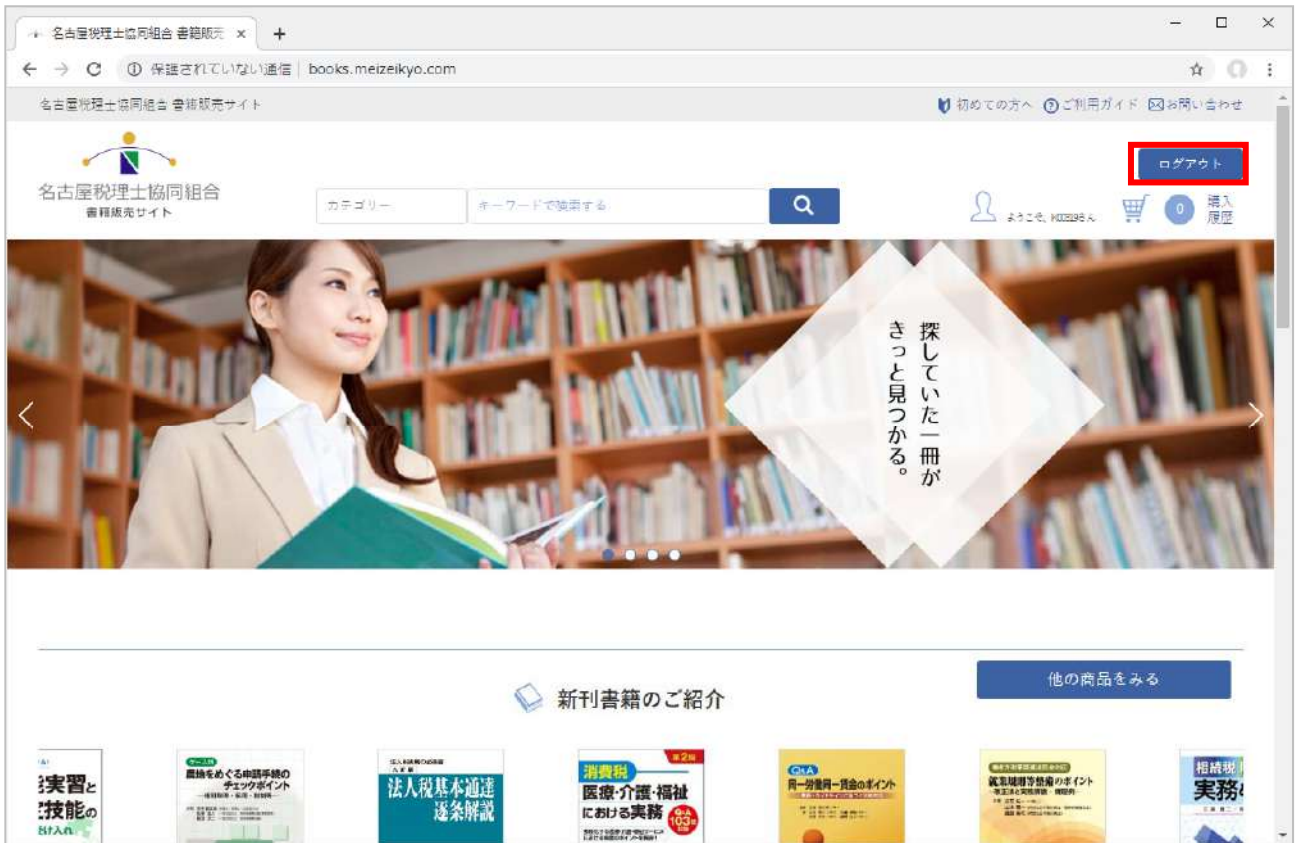 名古屋税理士協同組合 書籍販売
保護されていない通信 | books.meizeikyo.com
名古屋税理士協同組合 書籍販売サイト
初めての方へ ご利用ガイド お問い合わせ
ログアウト
名古屋税理士協同組合
書籍販売サイト
カテゴリー
キーワードで検索する
ようこそ,
0
購入
履歴
探していた一冊が
きっと見つかる。
他の商品をみる
新刊書籍のご紹介
実習と
技能の
農地をめぐる申請手続の
チェックポイント
法人税基本通達
逐条解説
第2版
消費税
医療・介護・福祉
における実務
Q&A
Q&A
同一労働同一賃金のポイント
就業規則等整備のポイント
相続税
実務